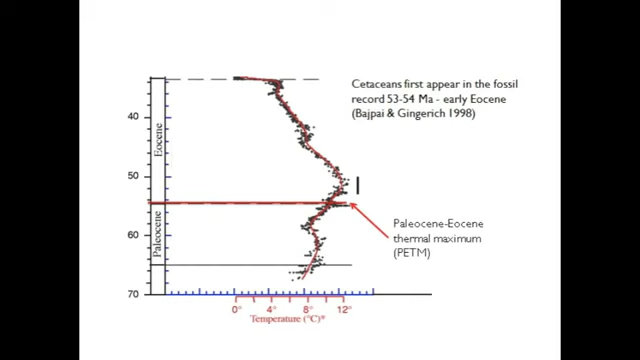 Cetaceans first appear in the fossil
record 53-54 Ma - early Eocene
(Bajpai & Gingerich 1998)
Eocene
40
50
Paleocene-Eocene
thermal maximum
(PETM)
Paleocene
60
70
0° 4° 8° 12°
Temperature (°C)*